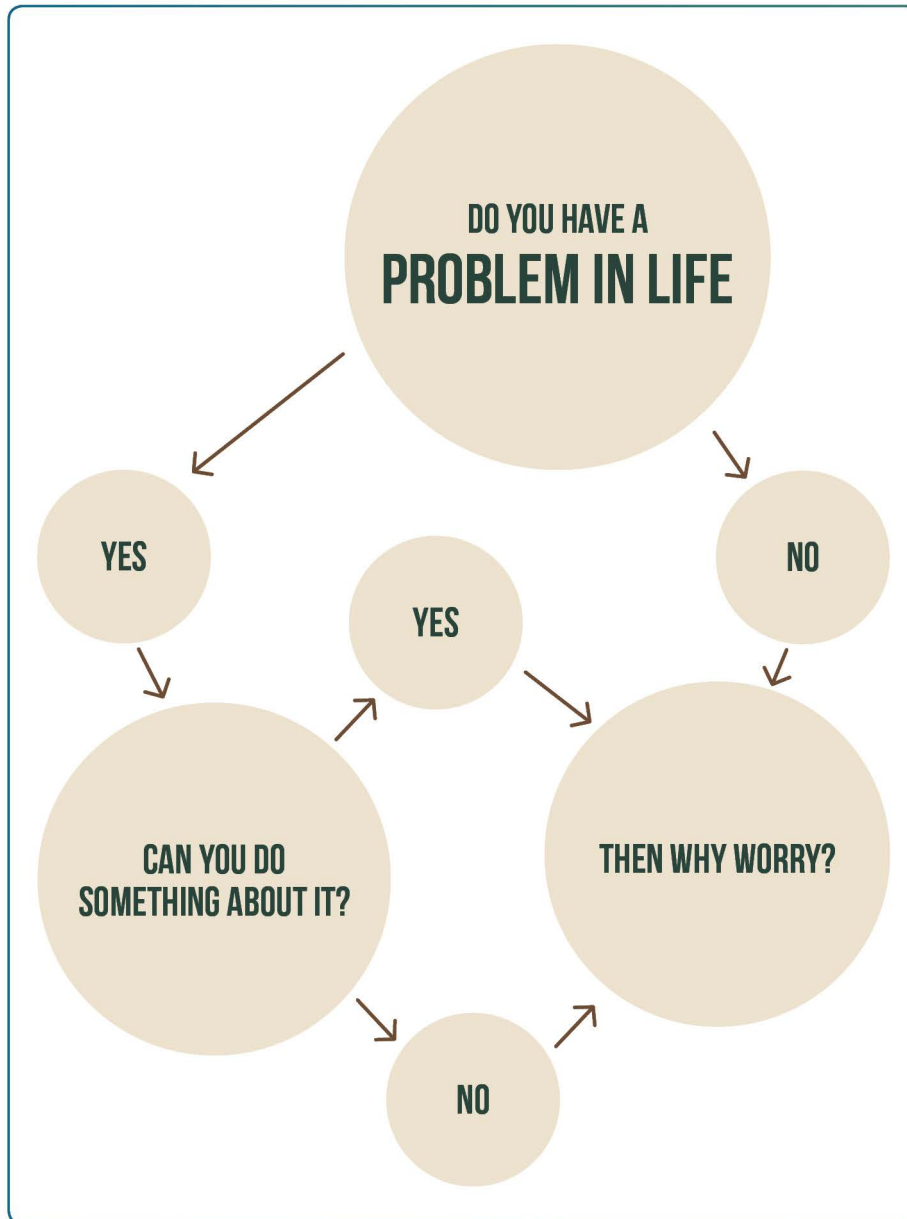 DO YOU HAVE A
PROBLEM IN LIFE
YES
NO
YES
CAN YOU DO
SOMETHING ABOUT IT?
THEN WHY WORRY?
NO